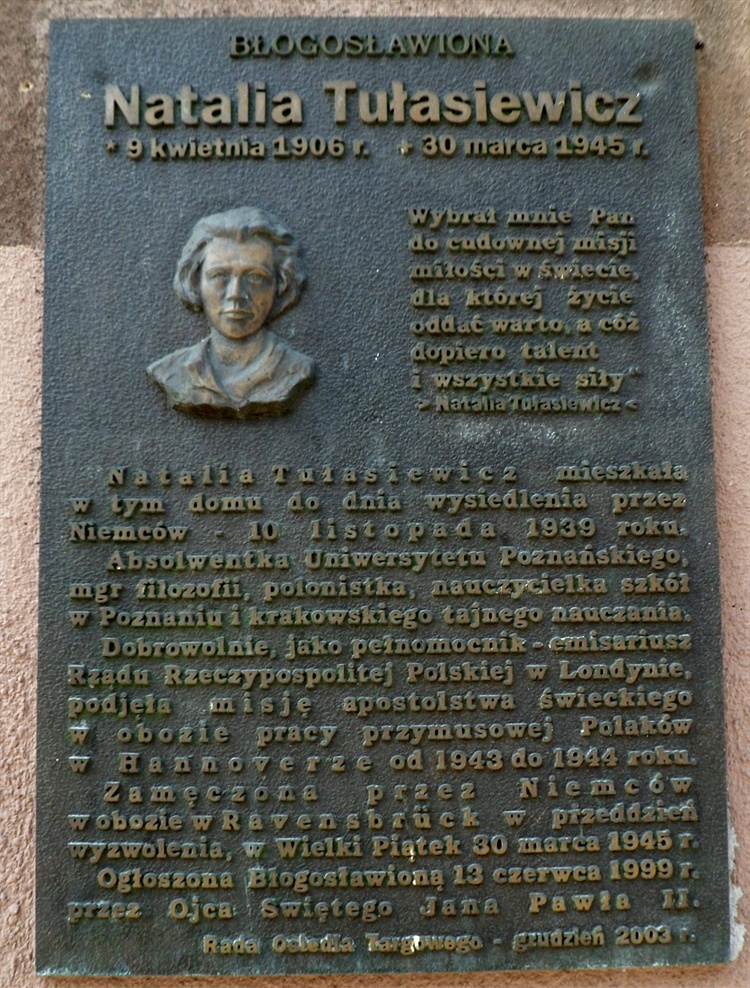 BŁOGOSŁAWIONA
Natalia Tułasiewicz
* 9 kwietnia 1906 r. + 30 marca 1945 r.
Wybrał mnie Pan
do cudownej misji
miłości w świecie,
dla której życie
oddać warto, a cóż
dopiero talent
i wszystkie siły"
> Natalia Tułasiewicz <
Natalia Tułasiewicz mieszkała
w tym domu do dnia wysiedlenia przez
Niemców - 10 listopada 1939 roku.
Absolwentka Uniwersytetu Poznańskiego,
mgr filozofii, polonistka, nauczycielka szkół
w Poznaniu i krakowskiego tajnego nauczania.
Dobrowolnie, jako pełnomocnik - emisariusz
Rządu Rzeczypospolitej Polskiej w Londynie,
podjęła misję apostolstwa świeckiego
w obozie pracy przymusowej Polaków
w Hannoverze od 1943 do 1944 roku.
Zamęczona przez Niemców
w obozie w Ravensbrück w przeddzień
wyzwolenia, w Wielki Piątek 30 marca 1945 r.
Ogłoszona Błogosławioną 13 czerwca 1999 r.
przez Ojca Świętego Jana Pawła II.
Rada Osiedla Targowego - grudzień 2003 r.